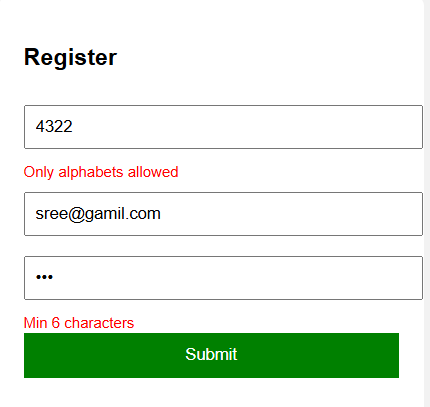 Register
4322
Only alphabets allowed
sree@gamil.com
•••
Min 6 characters
Submit